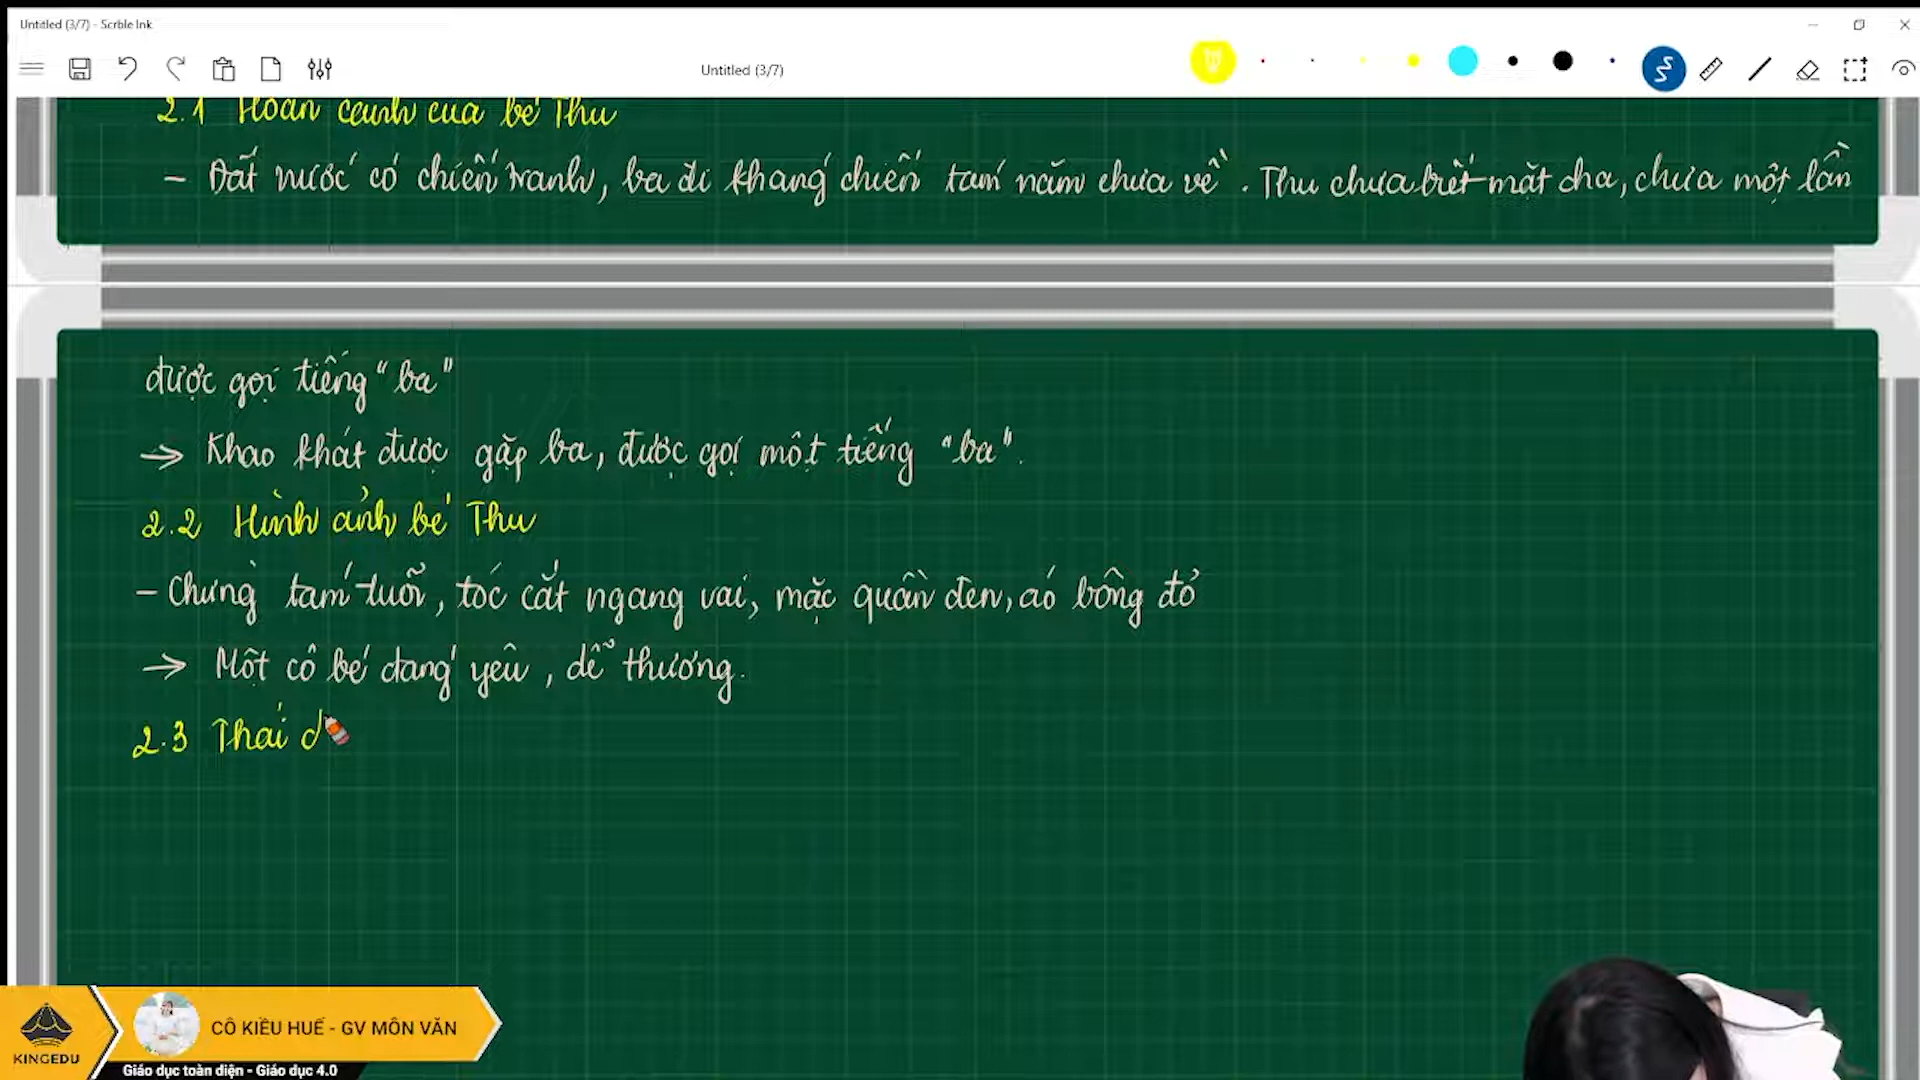 Untitled (3/7) - Scrble Ink
Untitled (3/7)
2.1 Hoàn cảnh của bé Thu
- Đất nước có chiến tranh, ba đi kháng chiến tám năm chưa về. Thu chưa biết mặt cha, chưa một lần
được gọi tiếng "ba"
→ Khao khát được gặp ba, được gọi một tiếng "ba".
2.2 Hình ảnh bé Thu
- Chừng tám tuổi, tóc cắt ngang vai, mặc quần đen, áo bông đỏ
→ Một cô bé đáng yêu, dễ thương.
2.3 Thái đ
CÔ KIỀU HUẾ - GV MÔN VĂN
KINGEDU
Giáo dục toàn diện - Giáo dục 4.0